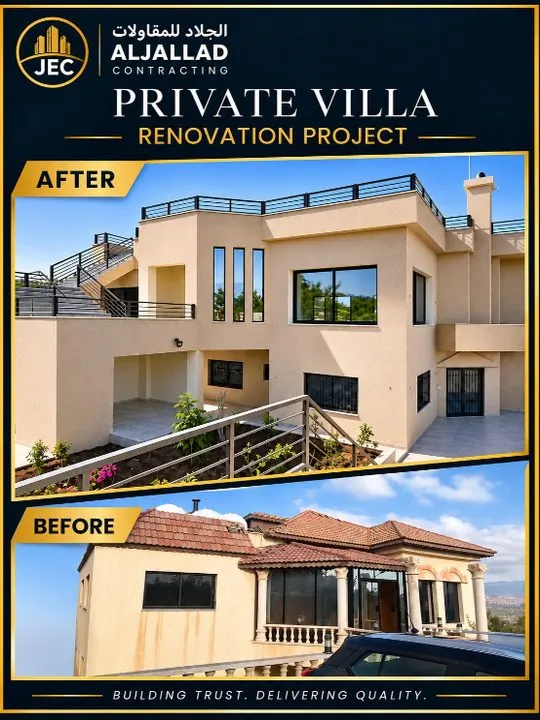 الجلاد للمقاولات
ALJALLAD
CONTRACTING
JEC
PRIVATE VILLA
RENOVATION PROJECT
AFTER
BEFORE
BUILDING TRUST. DELIVERING QUALITY.